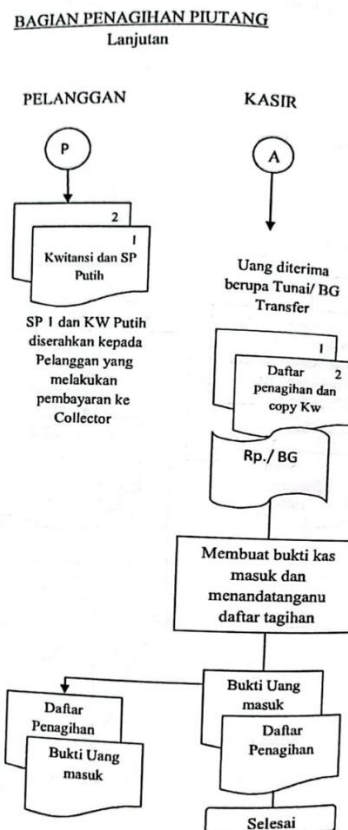 BAGIAN PENAGIHAN PIUTANG
Lanjutan
PELANGGAN
P
2
1
Kwitansi dan SP
Putih
SP 1 dan KW Putih
diserahkan kepada
Pelanggan yang
melakukan
pembayaran ke
Collector
KASIR
A
Uang diterima
berupa Tunai/ BG
Transfer
1
Daftar 2
penagihan dan
copy Kw
Rp./ BG
Membuat bukti kas
masuk dan
menandatanganu
daftar tagihan
Bukti Uang
masuk
Daftar
Penagihan
Daftar
Penagihan
Bukti Uang
masuk
Selesai